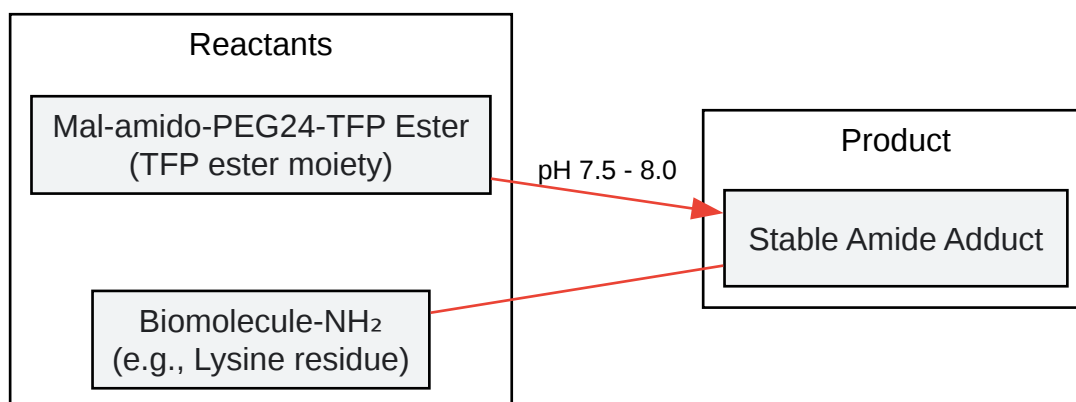 Reactants
Mal-amido-PEG24-TFP Ester
(TFP ester moiety)
pH 7.5 - 8.0
Product
Stable Amide Adduct
Biomolecule-NH₂
(e.g., Lysine residue)